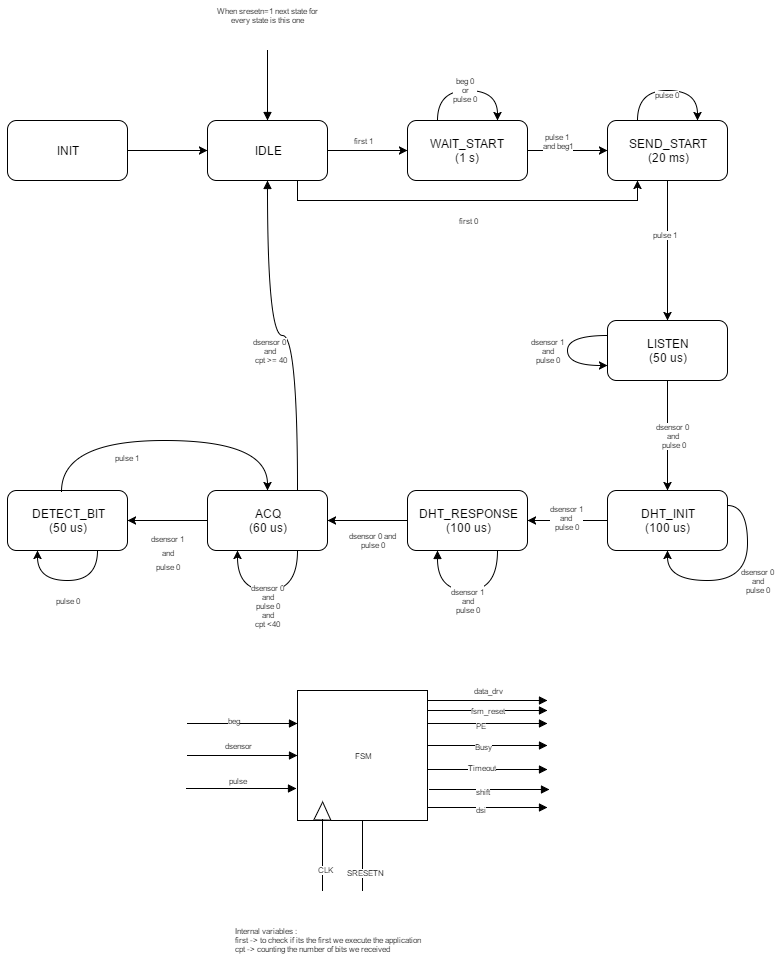 When sresetn=1 next state for
every state is this one
INIT
IDLE
first 1
beg 0
or
pulse 0
WAIT_START
(1 s)
pulse 1
and beg1
pulse 0
SEND_START
(20 ms)
first 0
pulse 1
dsensor 1
and
pulse 0
LISTEN
(50 us)
dsensor 0
and
cpt >= 40
dsensor 0
and
pulse 0
pulse 1
DETECT_BIT
(50 us)
dsensor 1
and
pulse 0
ACQ
(60 us)
dsensor 0 and
pulse 0
DHT_RESPONSE
(100 us)
dsensor 1
and
pulse 0
DHT_INIT
(100 us)
pulse 0
dsensor 0
and
pulse 0
and
cpt <40
dsensor 1
and
pulse 0
dsensor 0
and
pulse 0
beg
dsensor
pulse
FSM
data_drv
fsm_reset
PE
Busy
Timeout
shift
dsi
CLK
SRESETN
Internal variables :
first -> to check if its the first we execute the application
cpt -> counting the number of bits we received